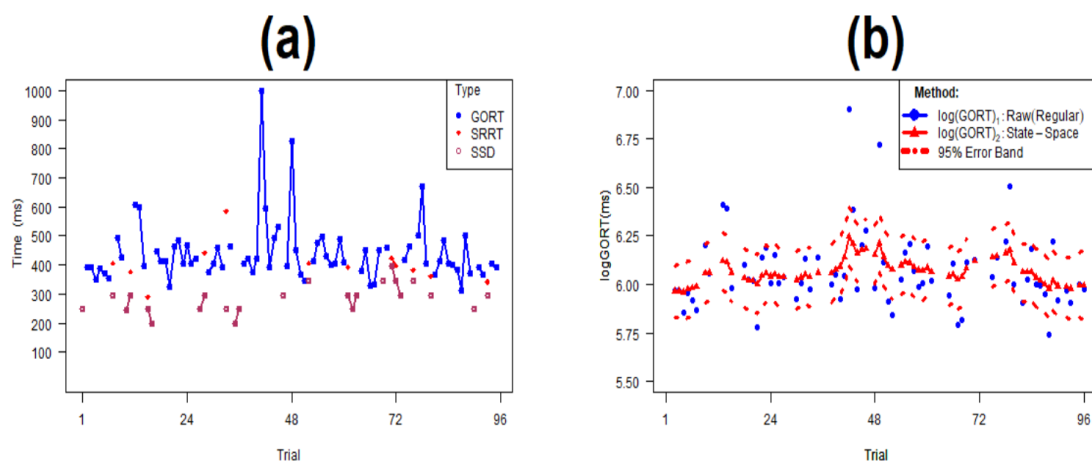 (a)
Time (ms)
1000
900
800
700
600
500
400
300
200
100
1 24 48 72 96
Trial
Type
GORT
SRRT
SSD
(b)
logGORT(ms)
7.00
6.50
6.25
6.00
5.75
5.50
1 24 48 72 96
Trial
Method:
log(GORT)₁: Raw(Regular)
log(GORT)₂: State−Space
95% Error Band